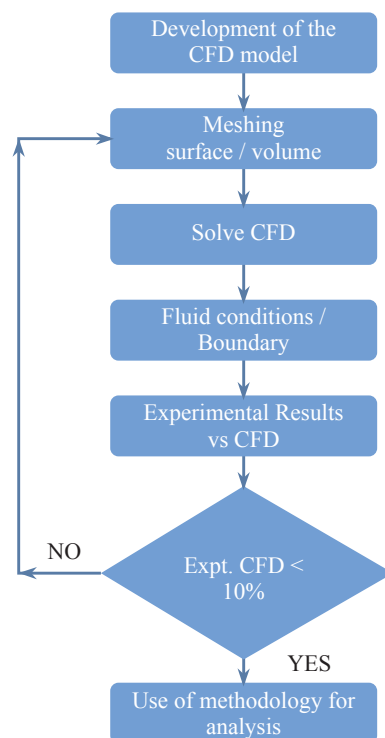 Development of the
CFD model
Meshing
surface / volume
Solve CFD
Fluid conditions /
Boundary
Experimental Results
vs CFD
NO
Expt. CFD <
10%
YES
Use of methodology for
analysis